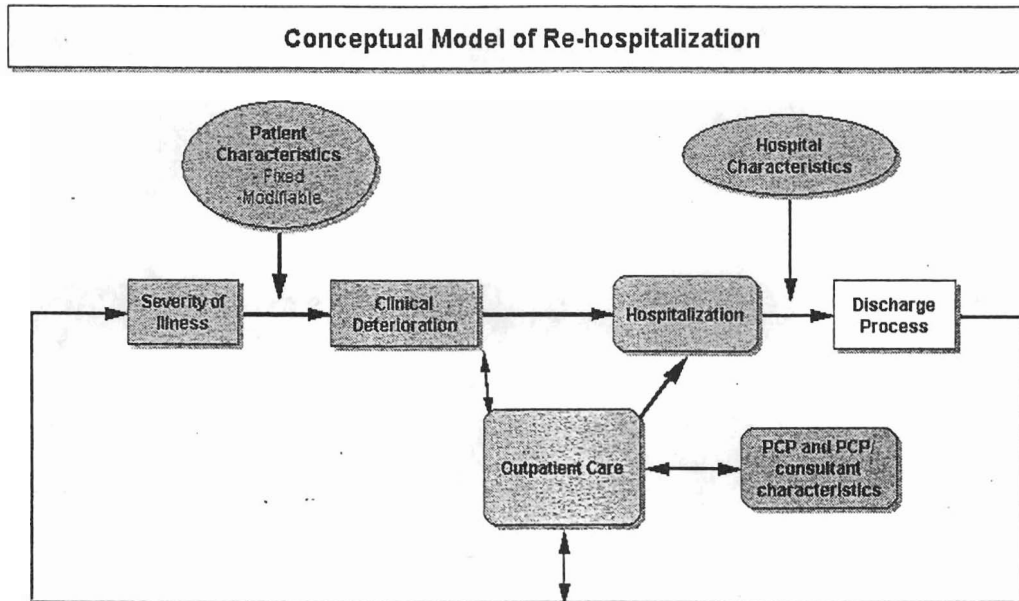 Conceptual Model of Re-hospitalization
Patient
Characteristics
- Fixed
-Modifiable
Hospital
Characteristics
Severity of
Illness
Clinical
Deterioration
Hospitalization
Discharge
Process
Outpatient Care
PCP and PCP/
consultant
characteristics